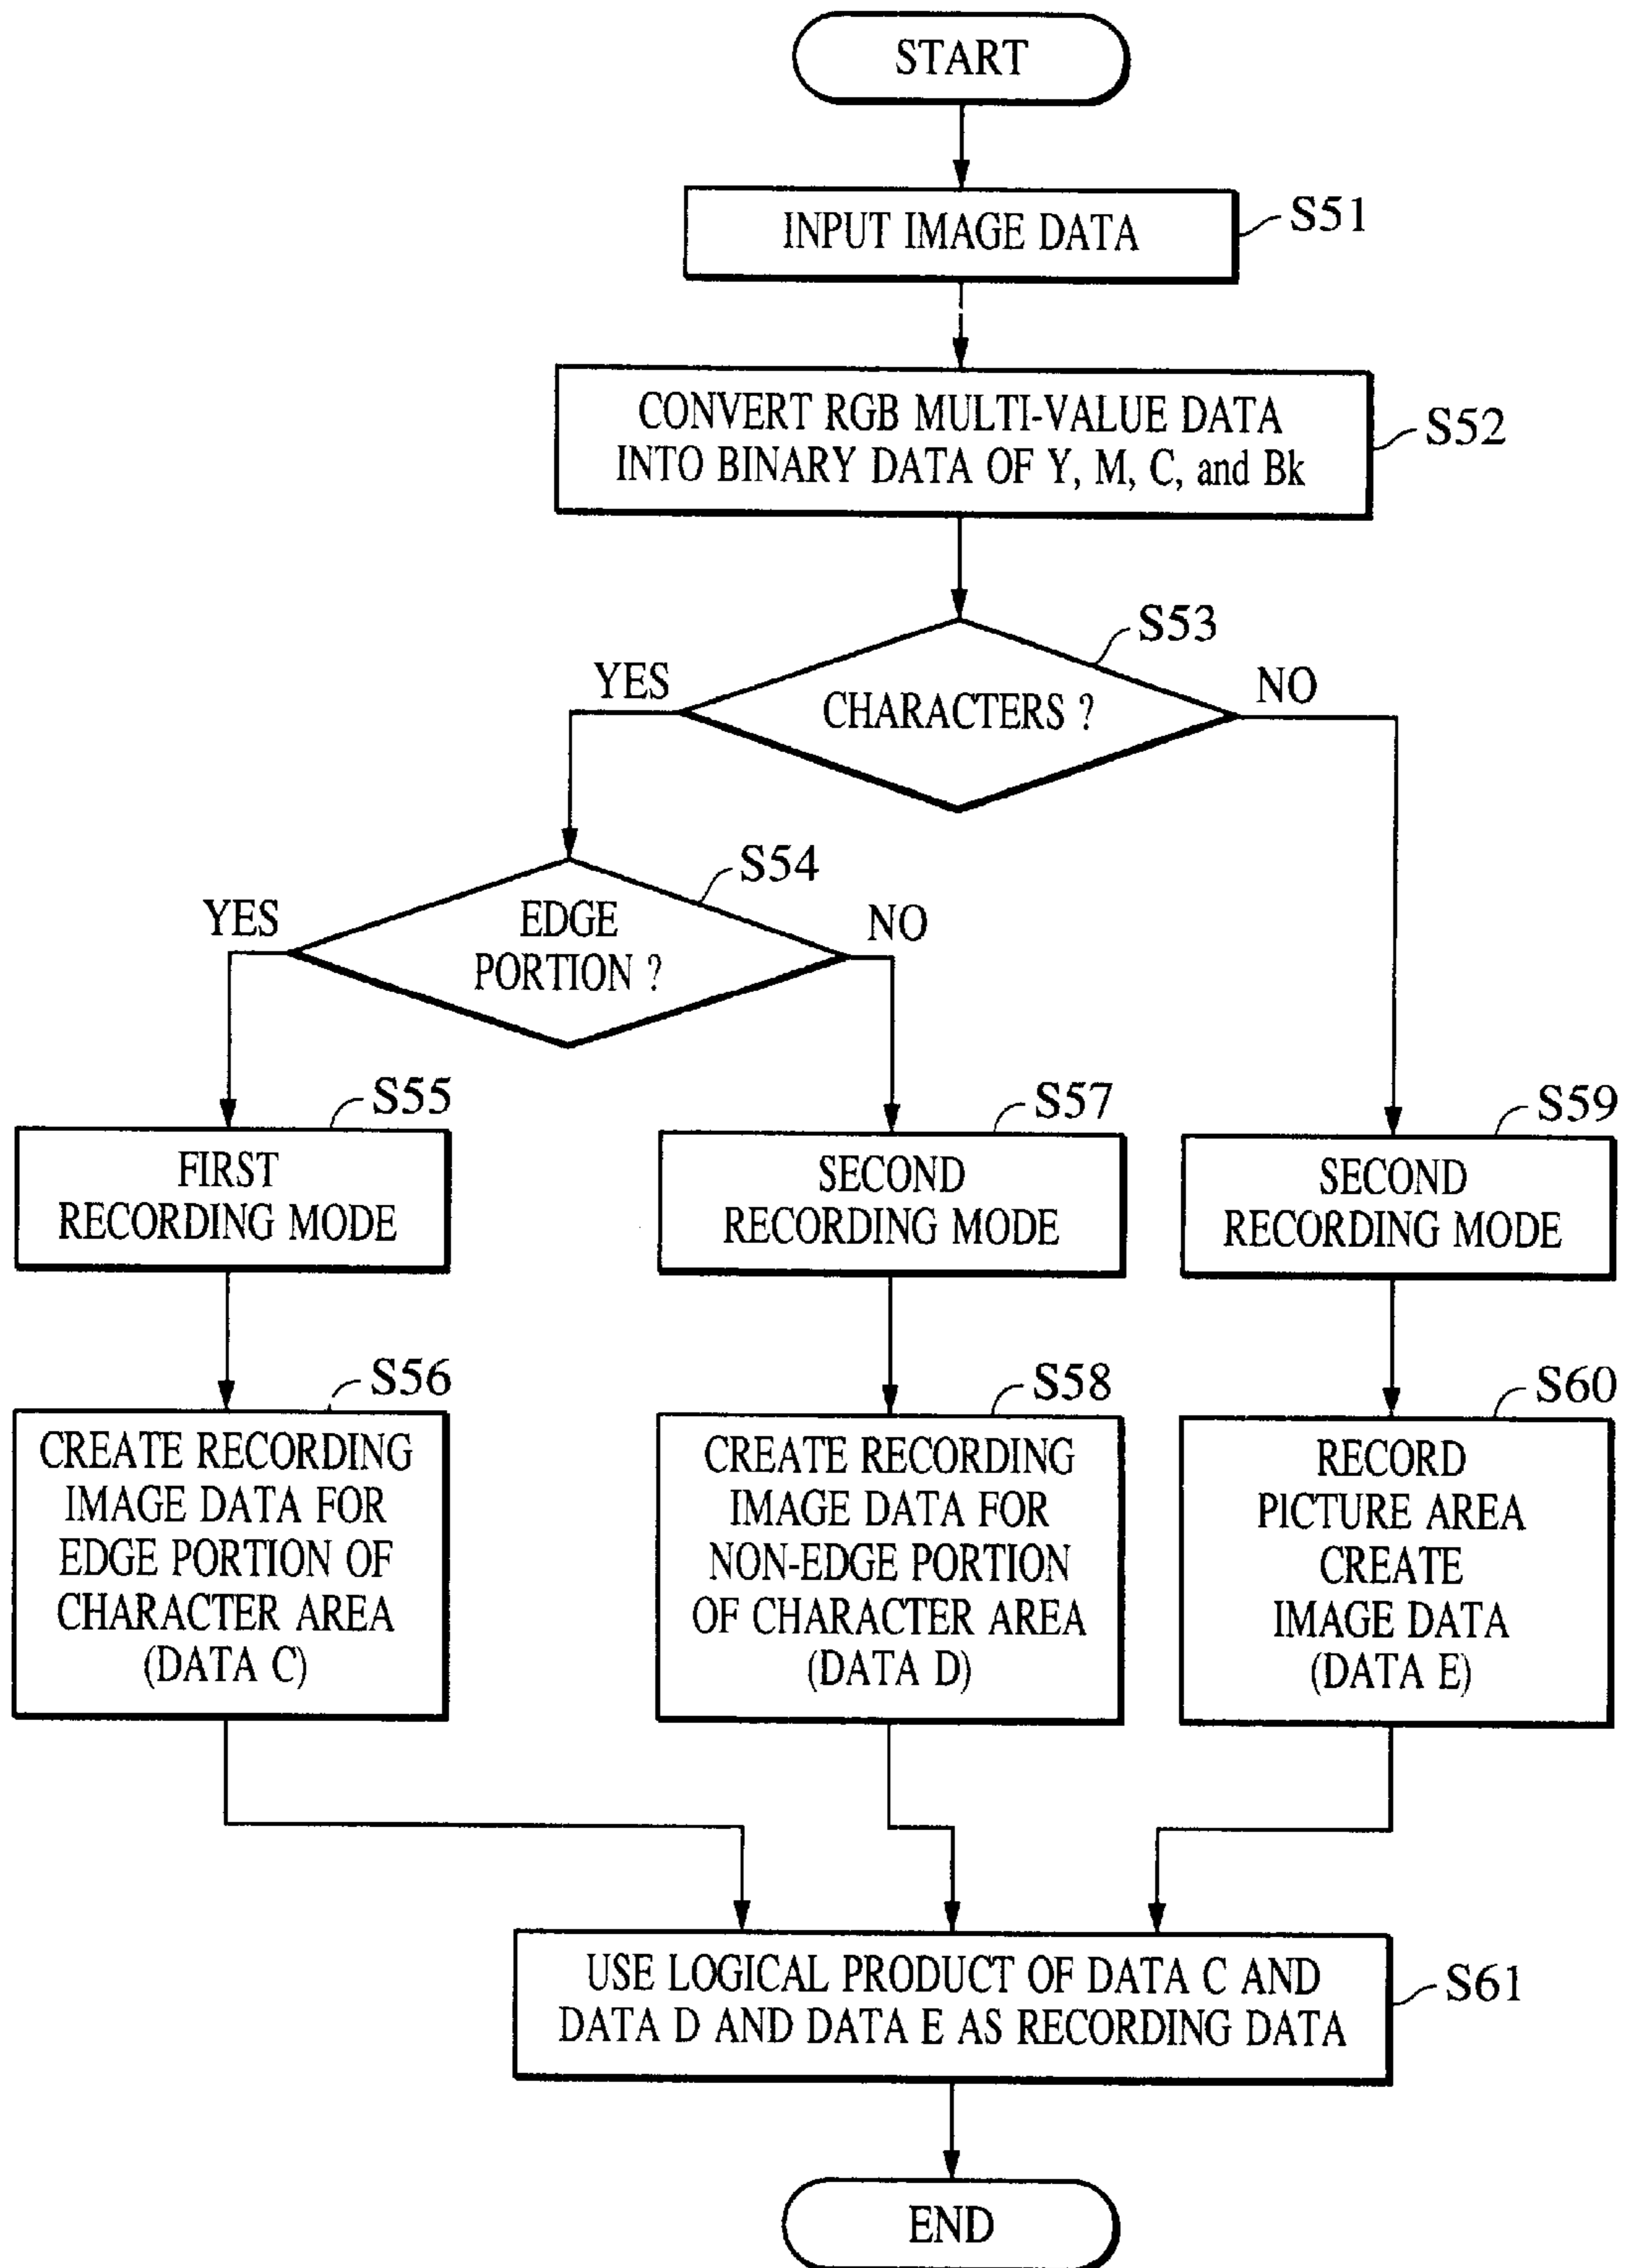 START
INPUT IMAGE DATA
S51
CONVERT RGB MULTI-VALUE DATA
INTO BINARY DATA OF Y, M, C, and Bk
S52
S53
CHARACTERS ?
YES
NO
S54
EDGE
PORTION ?
YES
NO
S55
FIRST
RECORDING MODE
S57
SECOND
RECORDING MODE
S59
SECOND
RECORDING MODE
S56
CREATE RECORDING
IMAGE DATA FOR
EDGE PORTION OF
CHARACTER AREA
(DATA C)
S58
CREATE RECORDING
IMAGE DATA FOR
NON-EDGE PORTION
OF CHARACTER AREA
(DATA D)
S60
RECORD
PICTURE AREA
CREATE
IMAGE DATA
(DATA E)
USE LOGICAL PRODUCT OF DATA C AND
DATA D AND DATA E AS RECORDING DATA
S61
END